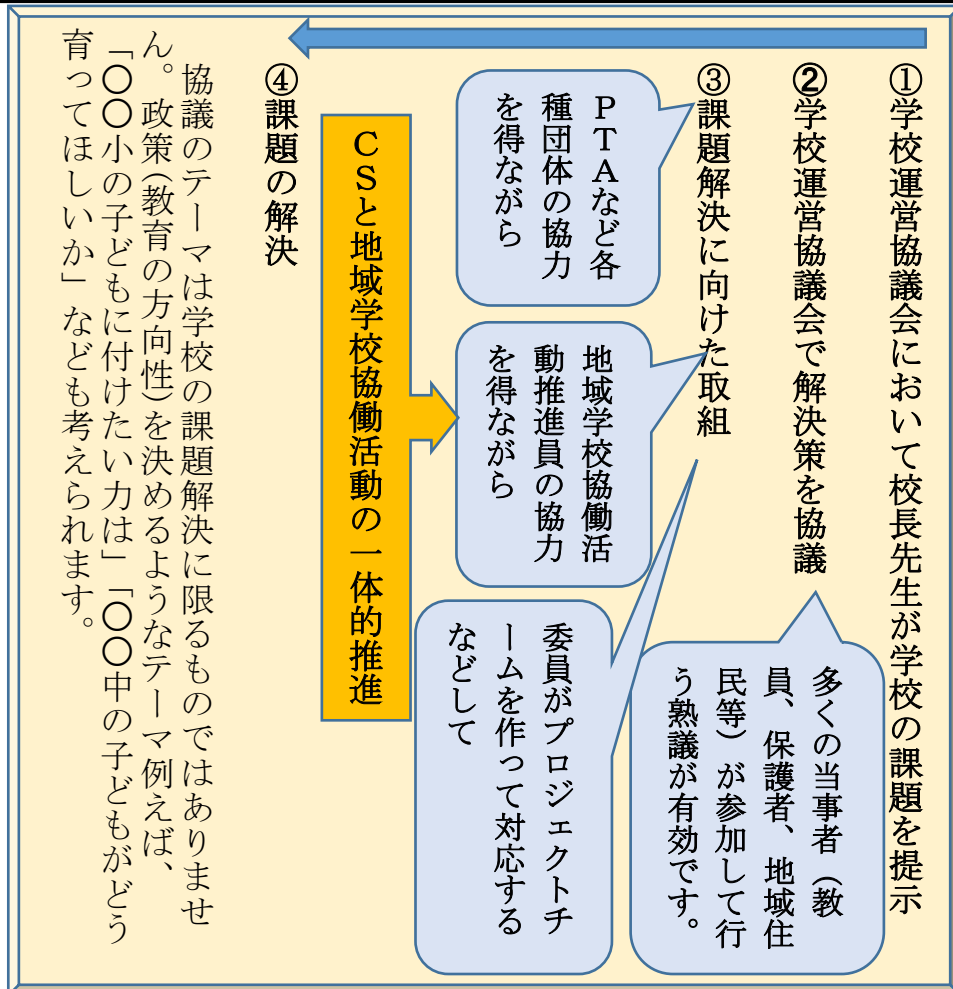 ①学校運営協議会において校長先生が学校の課題を提示
②学校運営協議会で解決策を協議
多くの当事者（教
員、保護者、地域住
民等）が参加して行
う熟議が有効です。
③課題解決に向けた取組
PTAなど各
種団体の協力
を得ながら
地域学校協働活
動推進員の協力
を得ながら
委員がプロジェクトチ
ームを作って対応する
などして
CSと地域学校協働活動の一体的推進
④課題の解決
協議のテーマは学校の課題解決に限るものではありませ
ん。政策(教育の方向性)を決めるようなテーマ例えば、
「〇〇小の子どもに付けたい力は」「〇〇中の子どもがどう
育ってほしいか」なども考えられます。